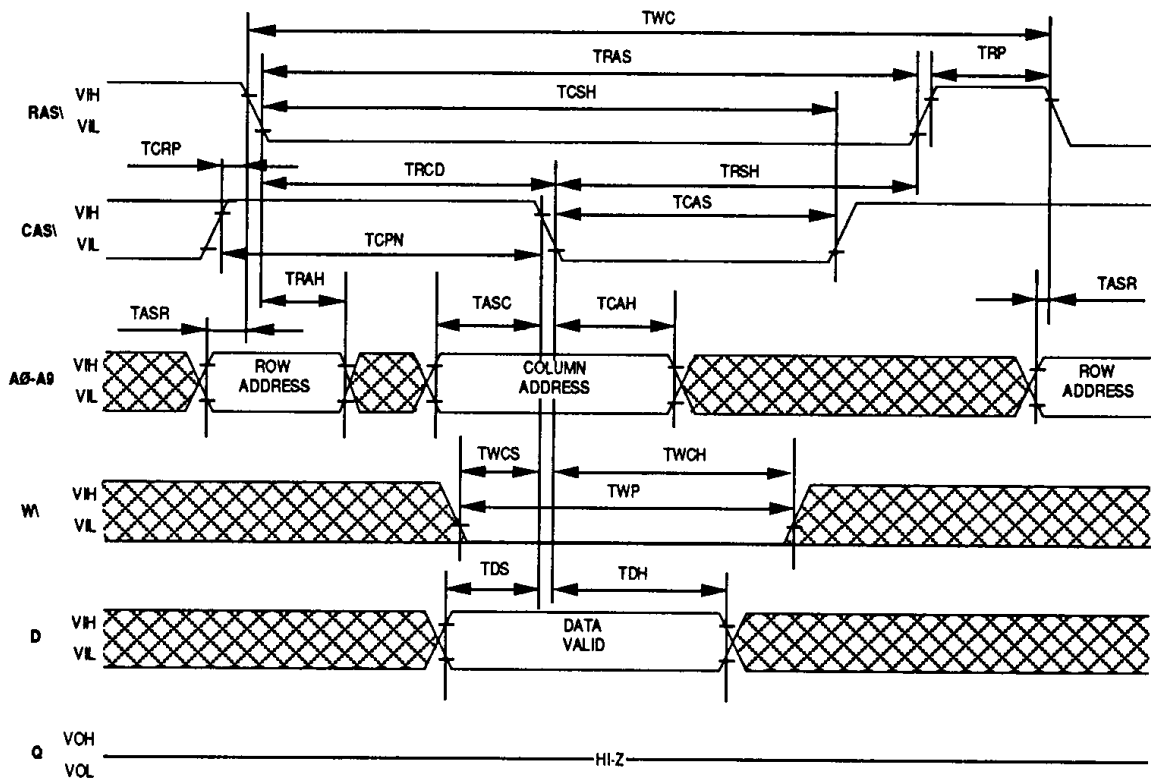 TWC
TRAS
TRP
TCSH
RAS\
VIH
VIL
TCRP
TRCD
TRSH
CAS\
VIH
VIL
TCAS
TCPN
TRAH
TASR
TASC
TCAH
TASR
AØ-A9
VIH
VIL
ROW
ADDRESS
COLUMN
ADDRESS
ROW
ADDRESS
TWCS
TWCH
W\
VIH
VIL
TWP
TDS
TDH
D
VIH
VIL
DATA
VALID
Q
VOH
VOL
HI-Z